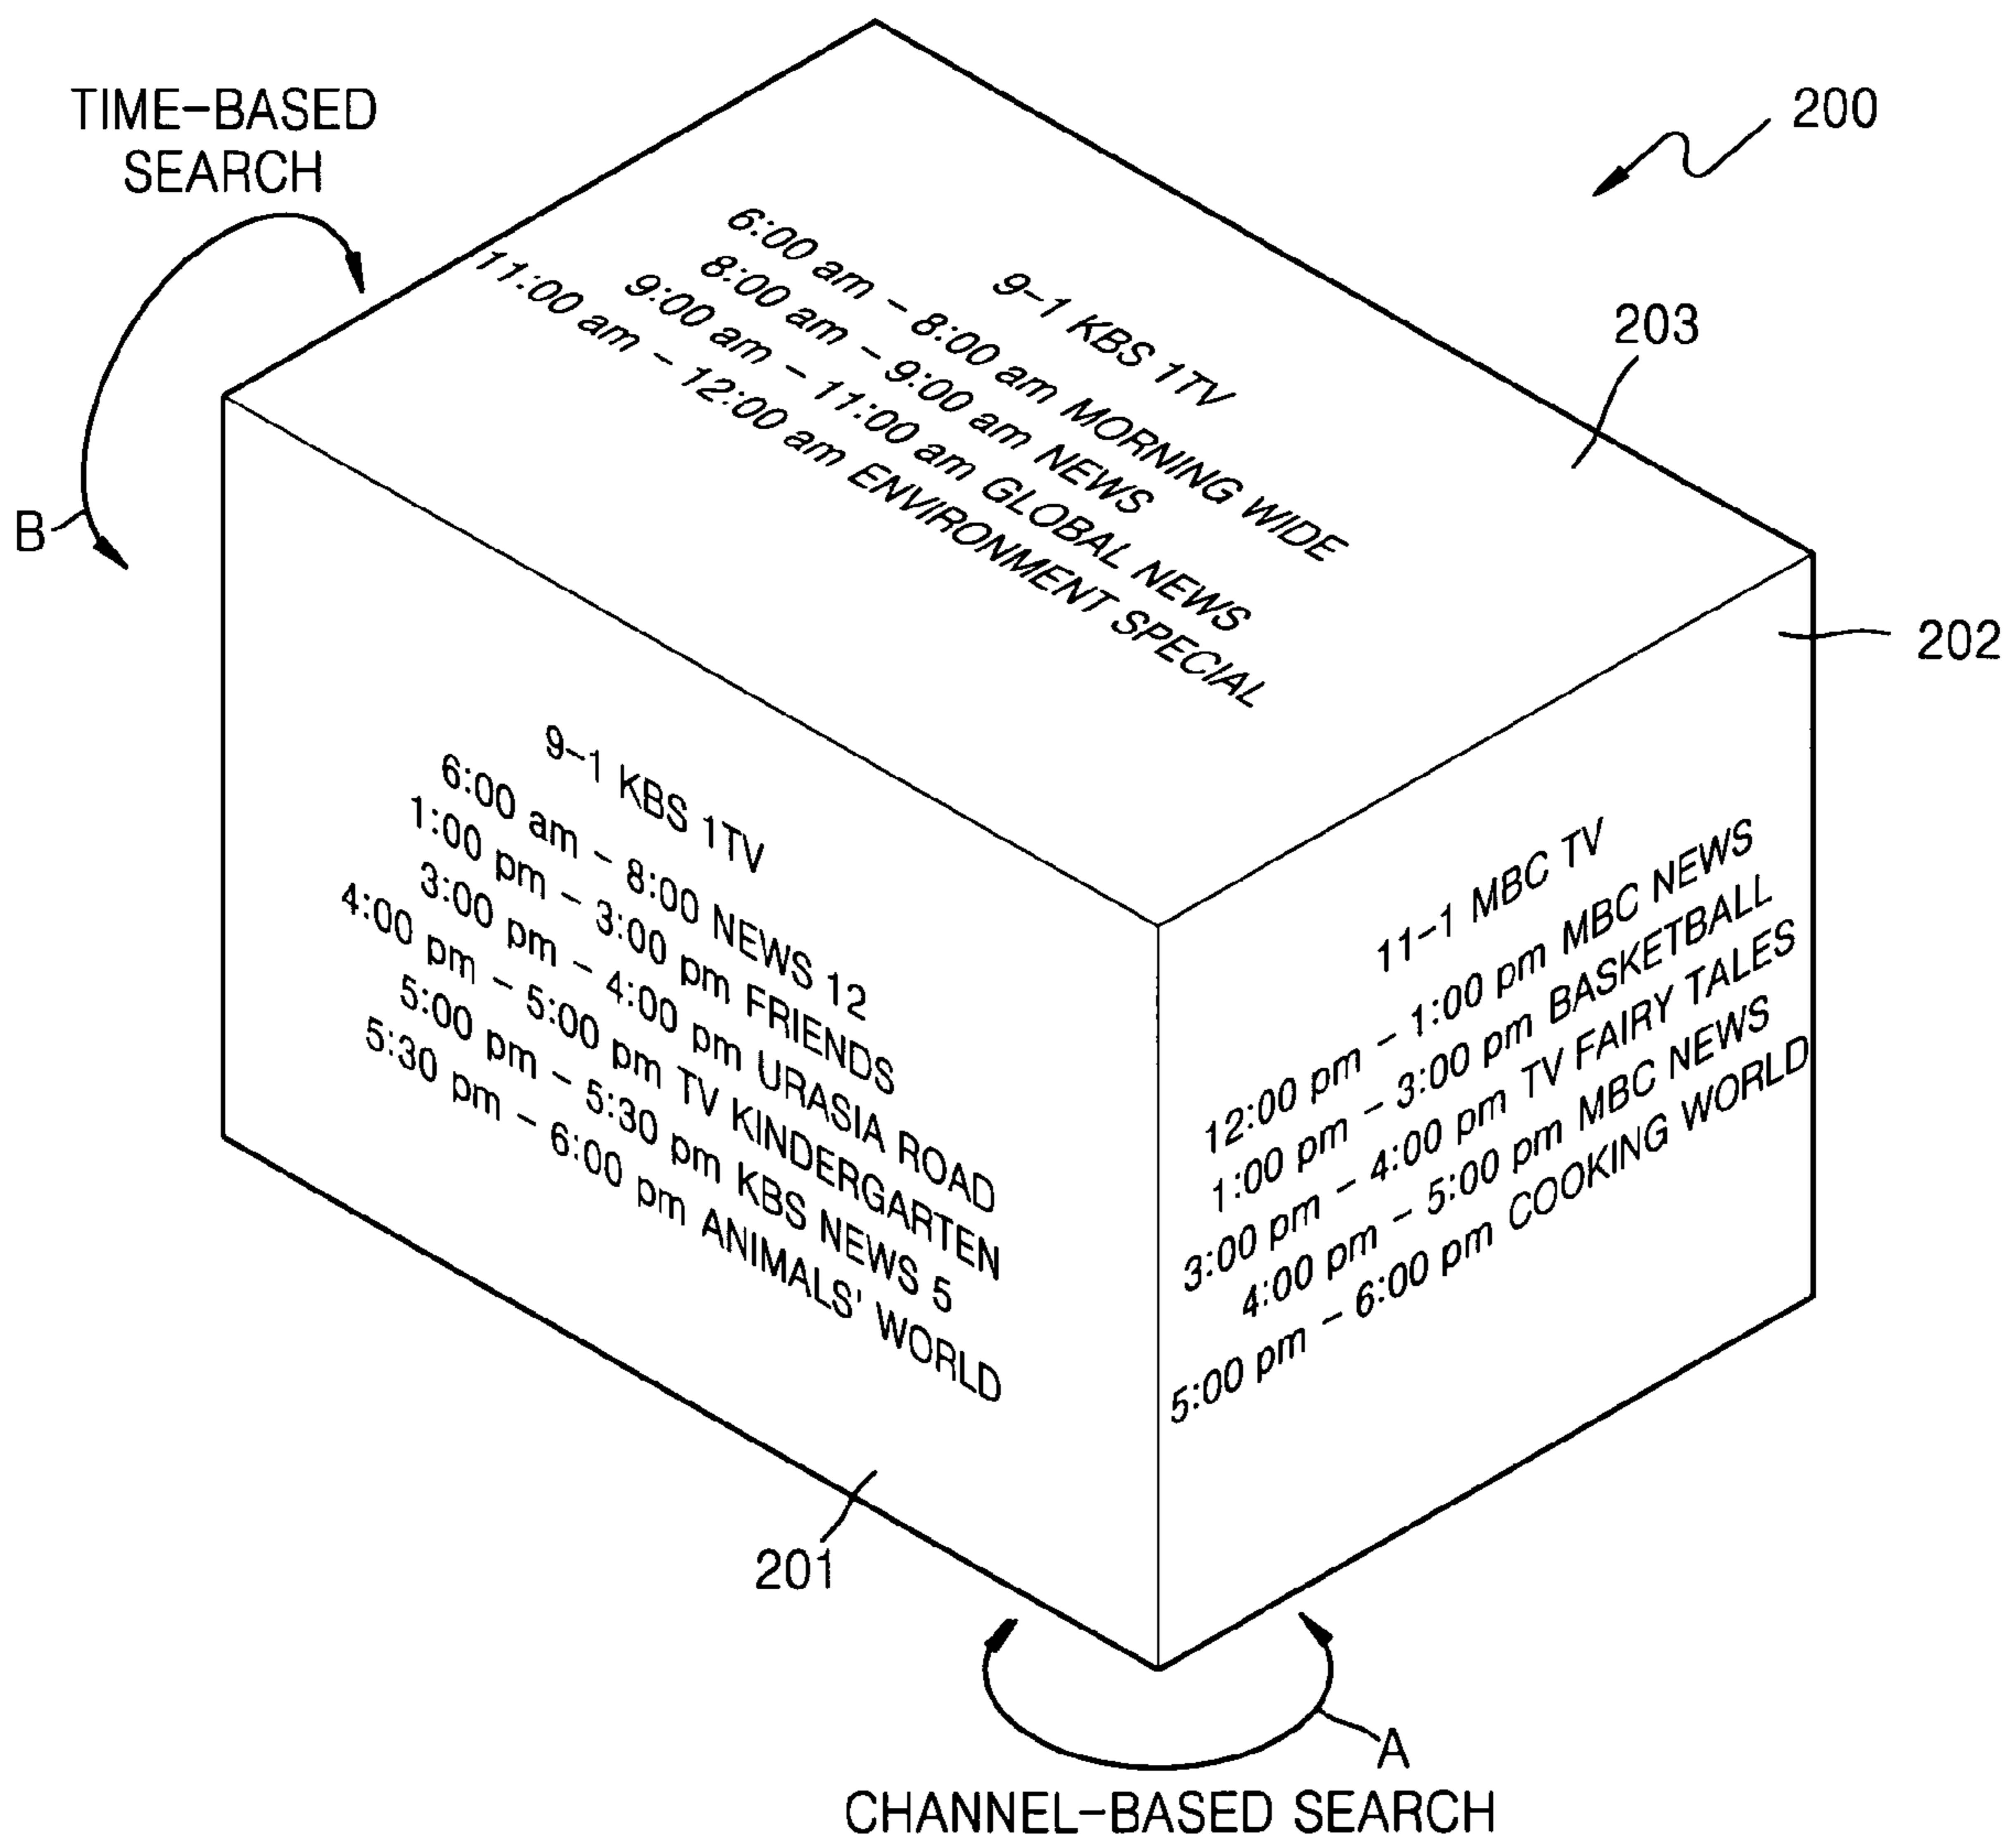 TIME-BASED
SEARCH
200
203
202
B
9-1 KBS 1TV
6:00 am - 8:00 am MORNING WIDE
8:00 am - 9:00 am NEWS
9:00 am - 11:00 am GLOBAL NEWS
11:00 am - 12:00 am ENVIRONMENT SPECIAL
9-1 KBS 1TV
6:00 am - 8:00 NEWS 12
1:00 pm - 3:00 pm FRIENDS
3:00 pm - 4:00 pm URASIA ROAD
4:00 pm - 5:00 pm TV KINDERGARTEN
5:00 pm - 5:30 pm KBS NEWS 5
5:30 pm - 6:00 pm ANIMALS' WORLD
11-1 MBC TV
12:00 pm - 1:00 pm MBC NEWS
1:00 pm - 3:00 pm BASKETBALL
3:00 pm - 4:00 pm TV FAIRY TALES
4:00 pm - 5:00 pm MBC NEWS
5:00 pm - 6:00 pm COOKING WORLD
201
A
CHANNEL-BASED SEARCH